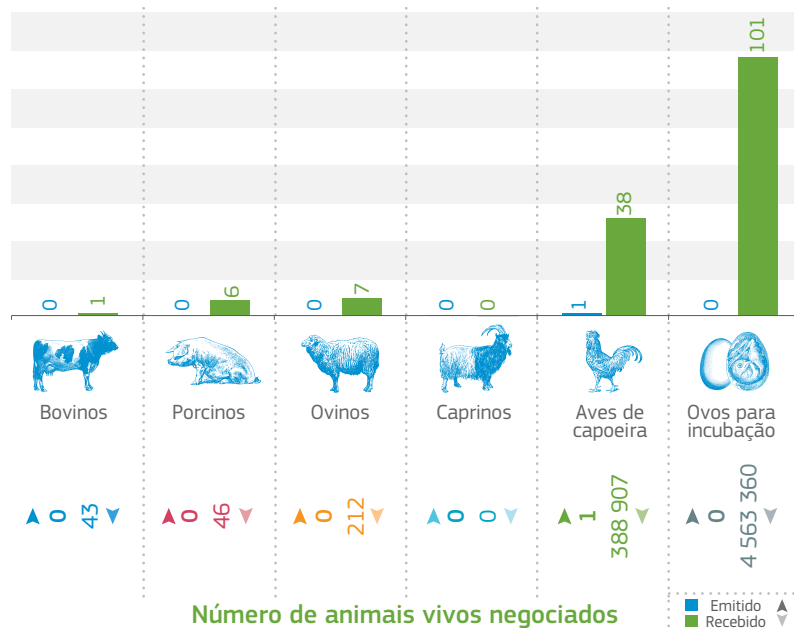 0
1
0
6
0
7
0
0
1
38
0
101
Bovinos
Porcinos
Ovinos
Caprinos
Aves de
capoeira
Ovos para
incubação
0
43
0
46
0
212
0
0
1
388 907
0
4 563 360
Número de animais vivos negociados
Emitido
Recebido